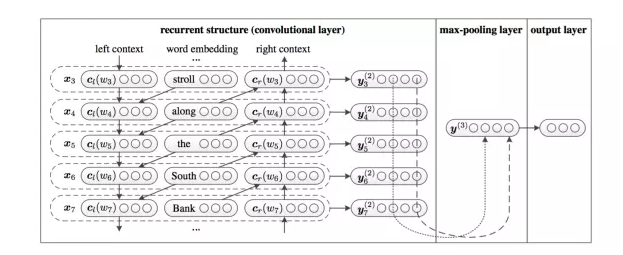 recurrent structure (convolutional layer) max-pooling layer output layer
left context word embedding right context
...
x₃ cₗ(w₃) stroll cᵣ(w₃) y₃⁽²⁾
x₄ cₗ(w₄) along cᵣ(w₄) y₄⁽²⁾
y⁽³⁾
x₅ cₗ(w₅) the cᵣ(w₅) y₅⁽²⁾
x₆ cₗ(w₆) South cᵣ(w₆) y₆⁽²⁾
x₇ cₗ(w₇) Bank cᵣ(w₇) y₇⁽²⁾
...